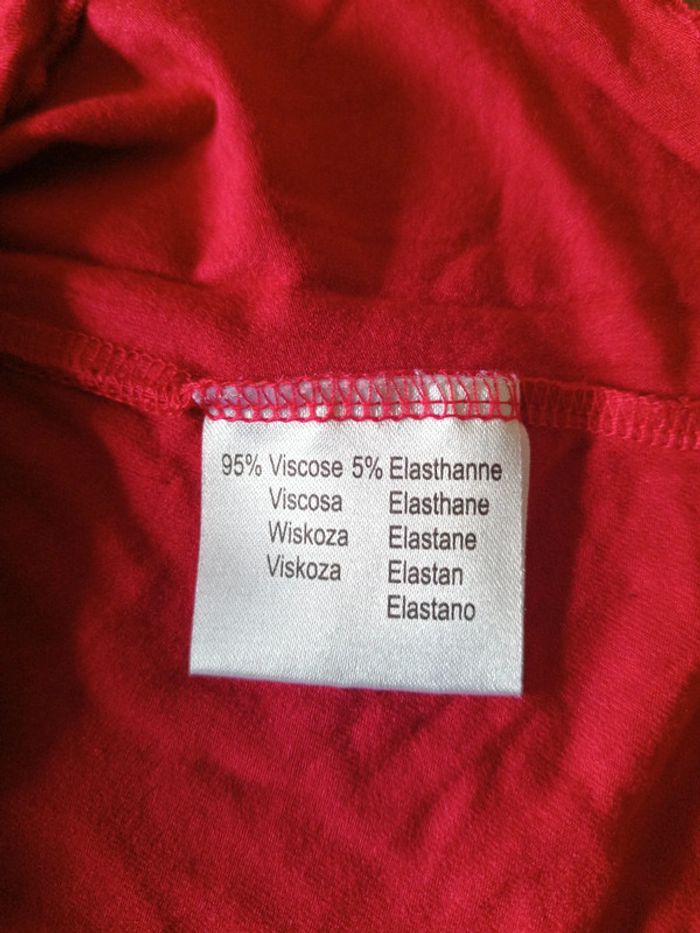 95% Viscose 5% Elasthanne
Viscosa Elasthane
Wiskoza Elastane
Viskoza Elastan
Elastano